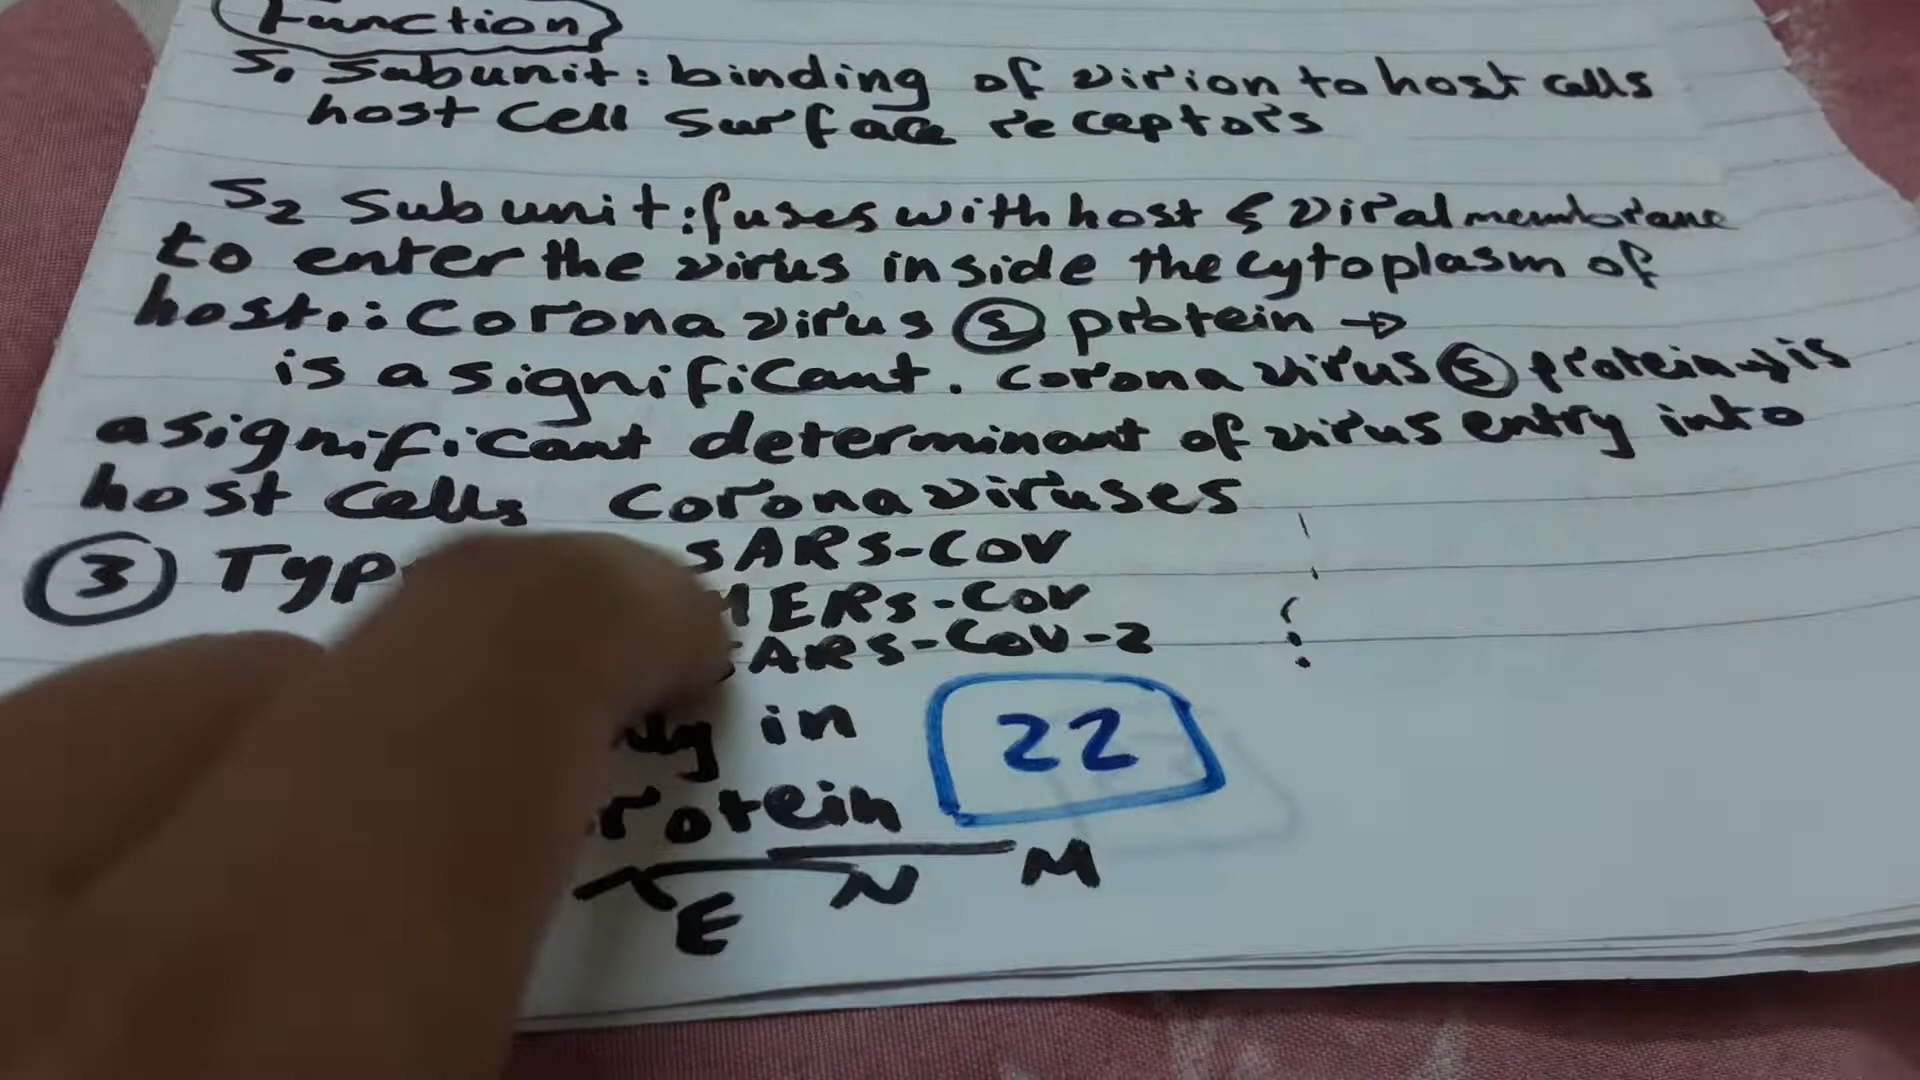 Function
S1 Subunit: binding of virion to host cells
host cell surface receptors
S2 Subunit: fuses with host & viral membrane
to enter the virus inside the cytoplasm of
host.: Corona virus S protein →
is a significant. corona virus S protein → is
a significant determinant of virus entry into
host cells Corona viruses
3 SARS-COV
MERS-COV
SARS-COV-2
in
22
E N M